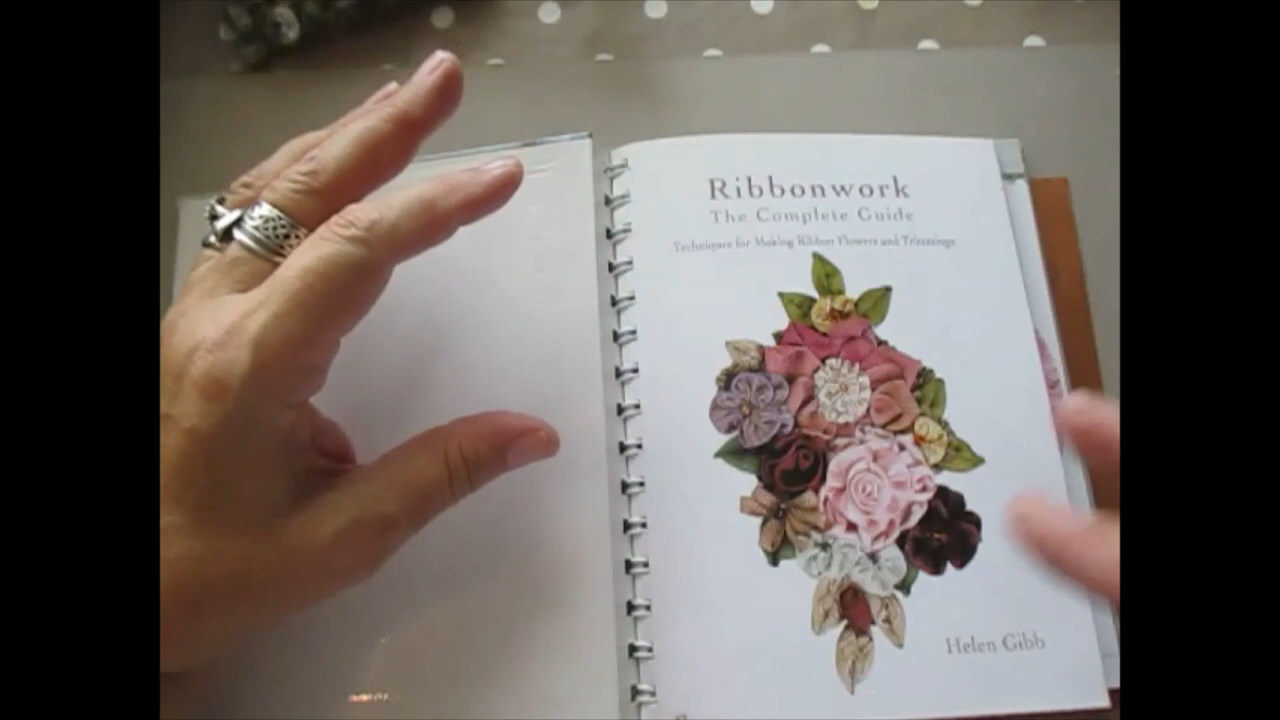 Ribbonwork
The Complete Guide
Techniques for Making Ribbon Flowers and Trimmings
Helen Gibb